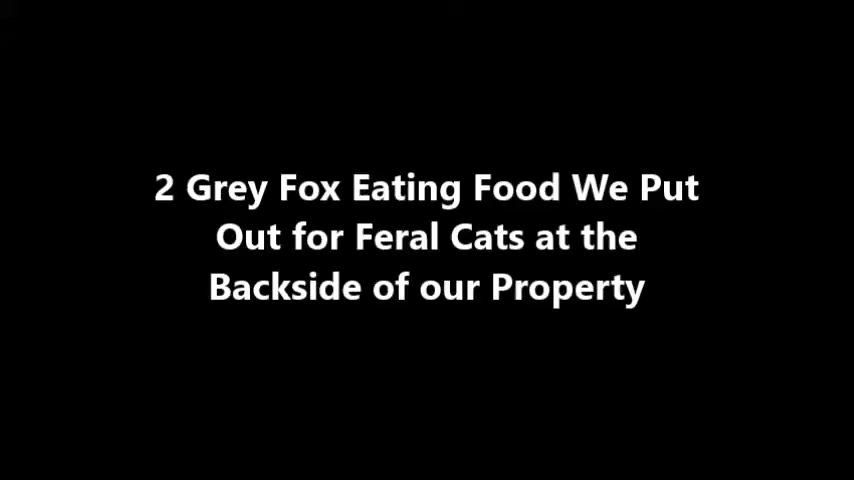 2 Grey Fox Eating Food We Put
Out for Feral Cats at the
Backside of our Property